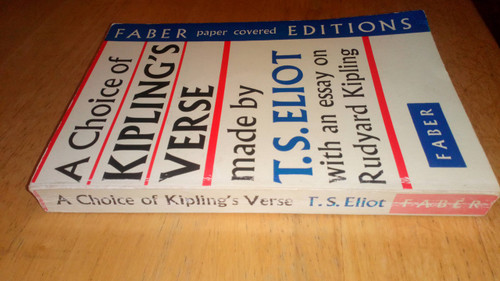 FABER paper covered EDITIONS
A Choice of
KIPLING'S
VERSE
made by
T.S. ELIOT
with an essay on
Rudyard Kipling
FABER
A Choice of Kipling's Verse T. S. Eliot FABER